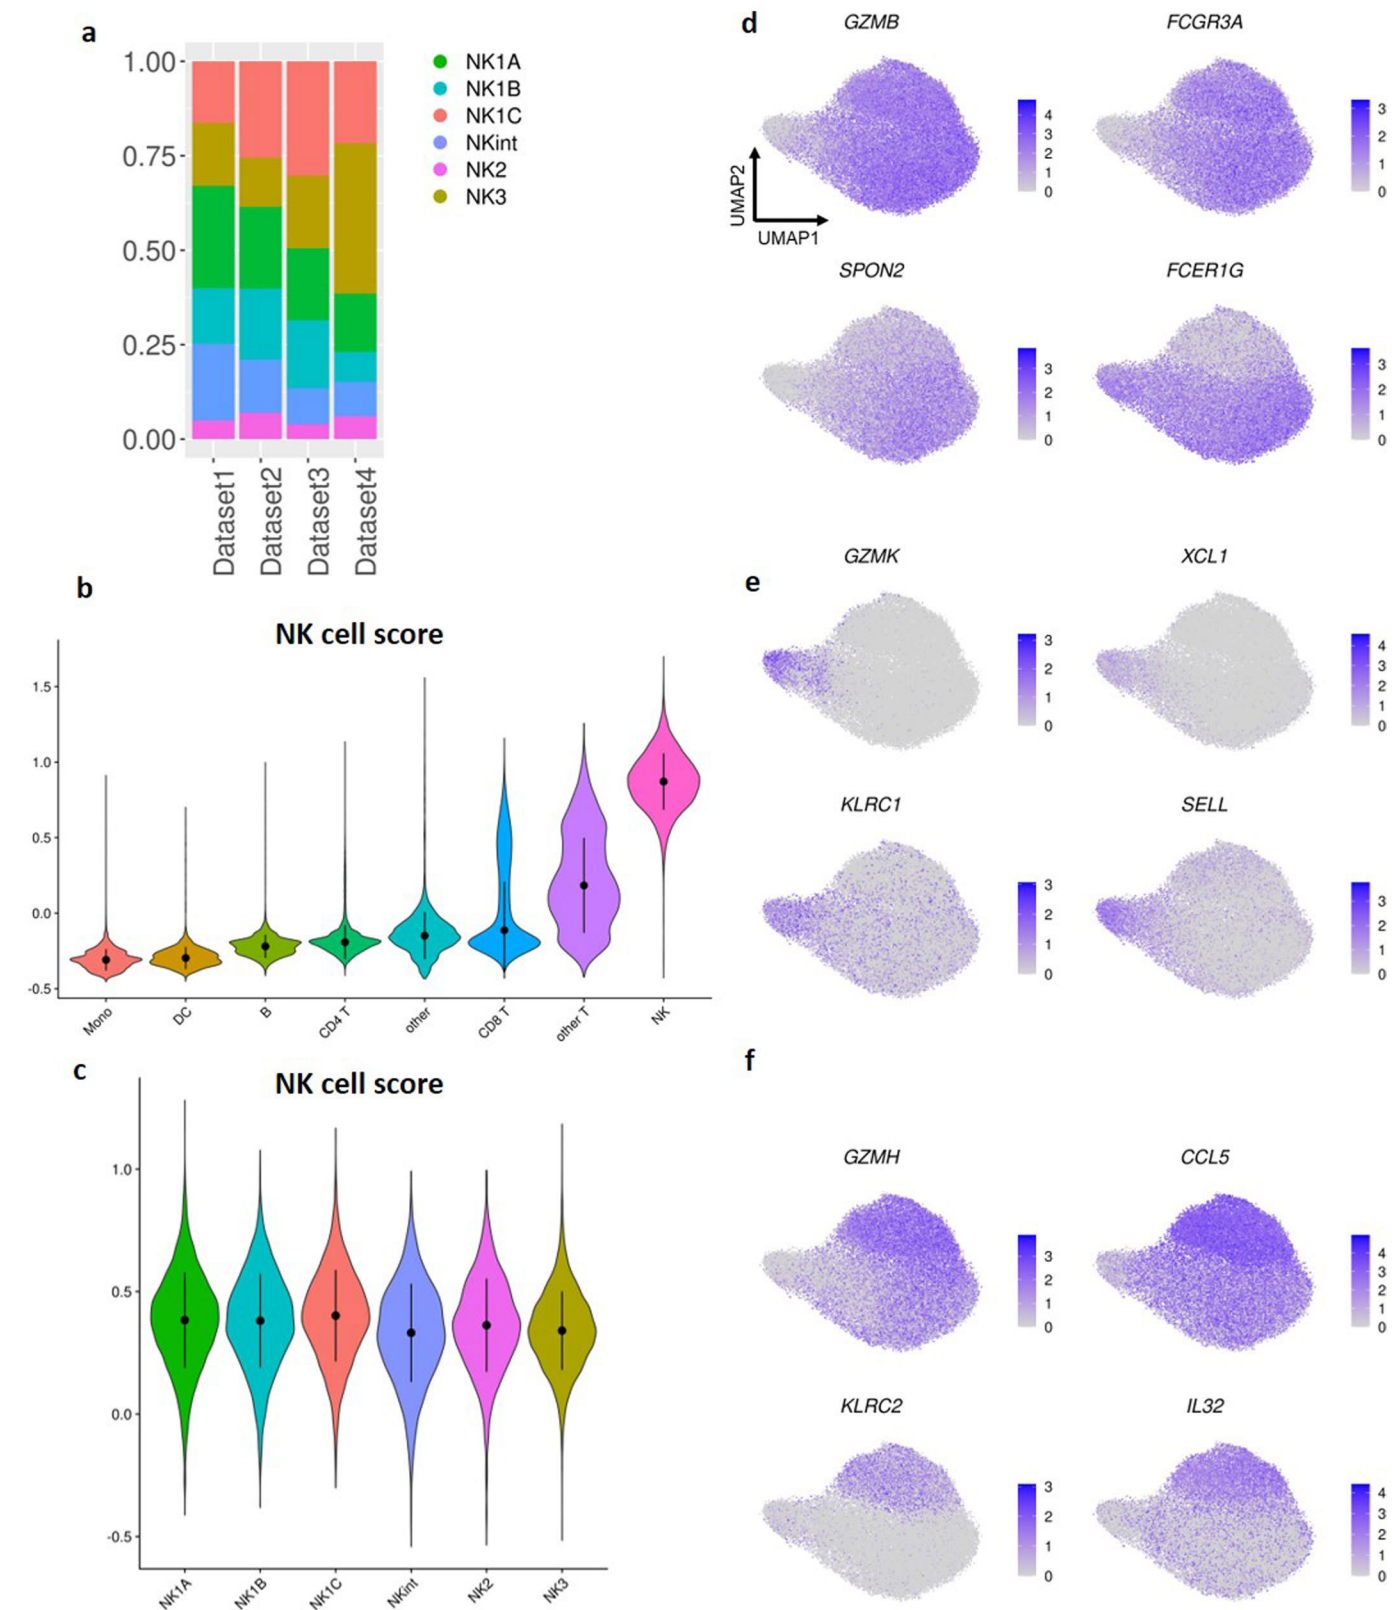 a
1.00
0.75
0.50
0.25
0.00
Dataset1
Dataset2
Dataset3
Dataset4
NK1A
NK1B
NK1C
NKint
NK2
NK3
b
NK cell score
1.5
1.0
0.5
0.0
-0.5
Mono
DC
B
CD4 T
other
CD8 T
other T
NK
c
NK cell score
1.0
0.5
0.0
-0.5
NK1A
NK1B
NK1C
NKint
NK2
NK3
d
GZMB
4
3
2
1
0
UMAP2
UMAP1
FCGR3A
3
2
1
0
SPON2
3
2
1
0
FCER1G
3
2
1
0
e
GZMK
3
2
1
0
XCL1
4
3
2
1
0
KLRC1
3
2
1
0
SELL
3
2
1
0
f
GZMH
3
2
1
0
CCL5
4
3
2
1
0
KLRC2
3
2
1
0
IL32
4
3
2
1
0